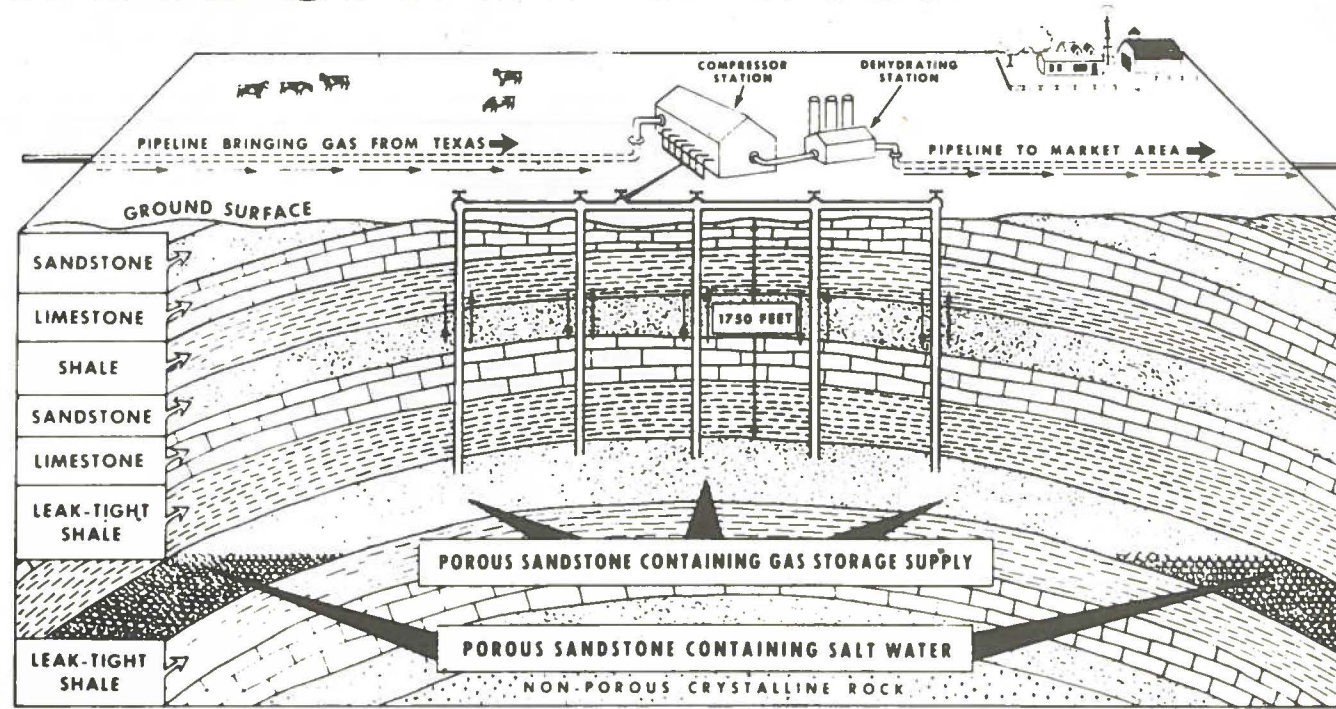 COMPRESSOR
STATION
DEHYDRATING
STATION
PIPELINE BRINGING GAS FROM TEXAS
PIPELINE TO MARKET AREA
GROUND SURFACE
SANDSTONE
LIMESTONE
1750 FEET
SHALE
SANDSTONE
LIMESTONE
LEAK-TIGHT
SHALE
POROUS SANDSTONE CONTAINING GAS STORAGE SUPPLY
POROUS SANDSTONE CONTAINING SALT WATER
LEAK-TIGHT
SHALE
NON-POROUS CRYSTALLINE ROCK